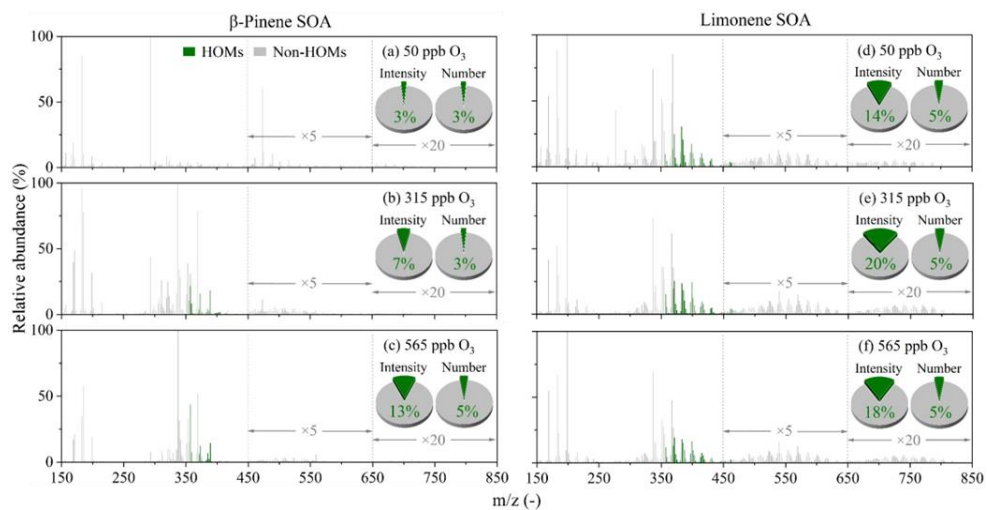 β-Pinene SOA
Limonene SOA
HOMs Non-HOMs
(a) 50 ppb O3
Intensity Number
3% 3%
×5
×20
(b) 315 ppb O3
Intensity Number
7% 3%
×5
×20
(c) 565 ppb O3
Intensity Number
13% 5%
×5
×20
(d) 50 ppb O3
Intensity Number
14% 5%
×5
×20
(e) 315 ppb O3
Intensity Number
20% 5%
×5
×20
(f) 565 ppb O3
Intensity Number
18% 5%
×5
×20
Relative abundance (%)
100
50
0
100
50
0
100
50
0
150 250 350 450 550 650 750 850
150 250 350 450 550 650 750 850
m/z (-)